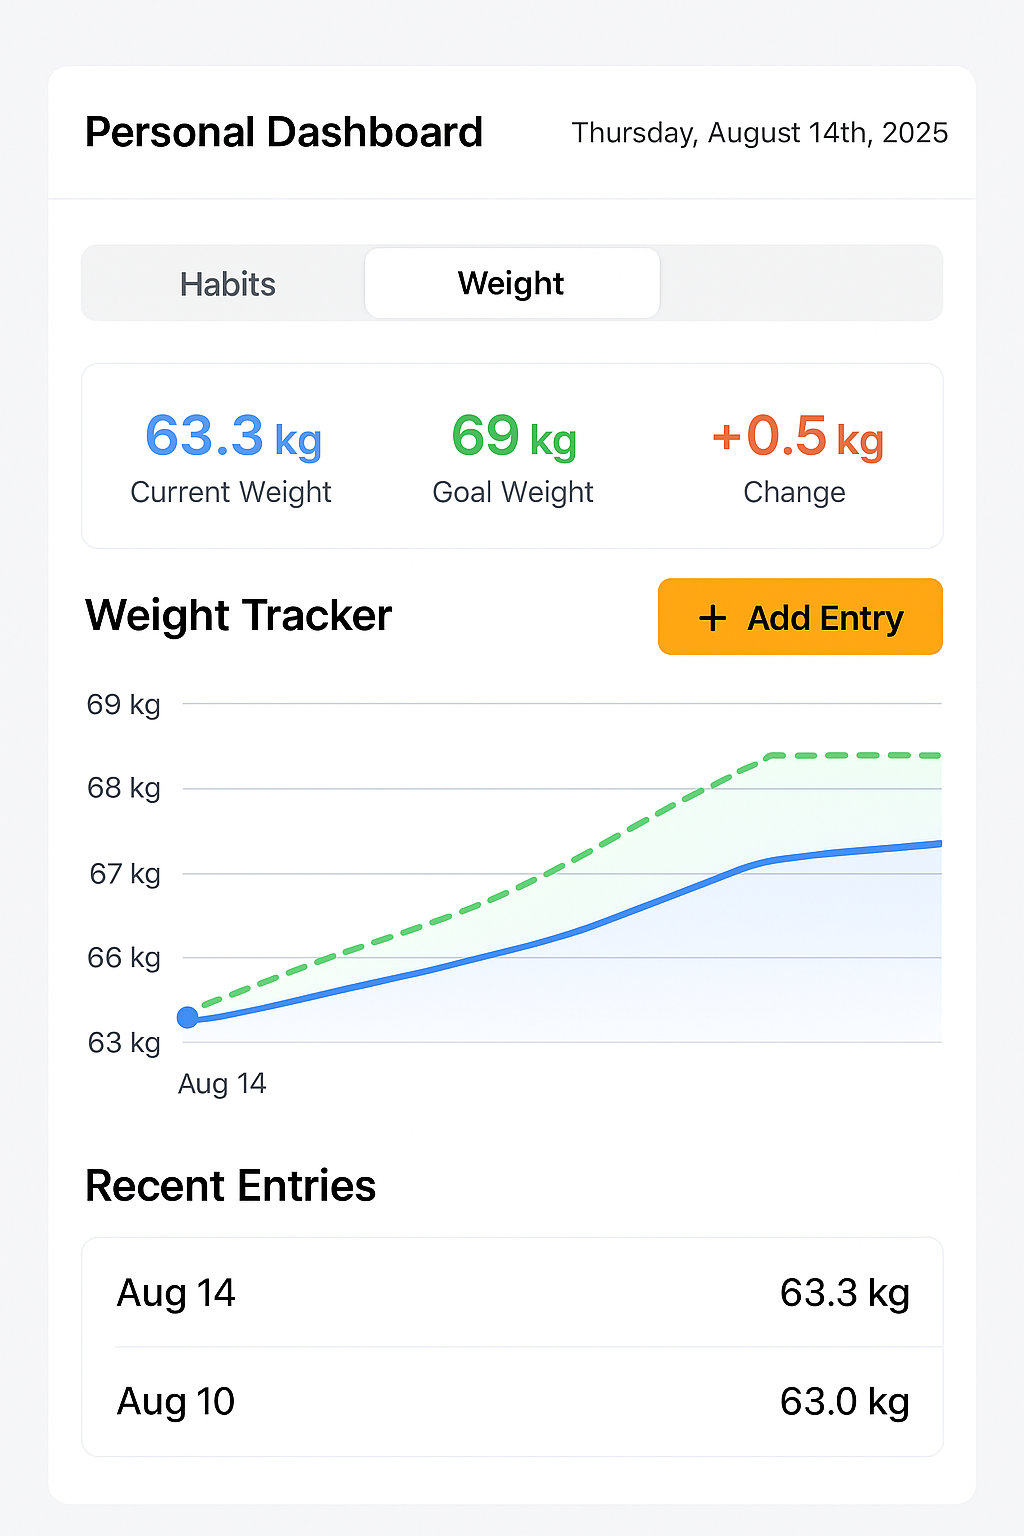 Personal Dashboard
Thursday, August 14th, 2025
Habits
Weight
63.3 kg
69 kg
+0.5 kg
Current Weight
Goal Weight
Change
Weight Tracker
+ Add Entry
69 kg
68 kg
67 kg
66 kg
63 kg
Aug 14
Recent Entries
Aug 14 63.3 kg
Aug 10 63.0 kg